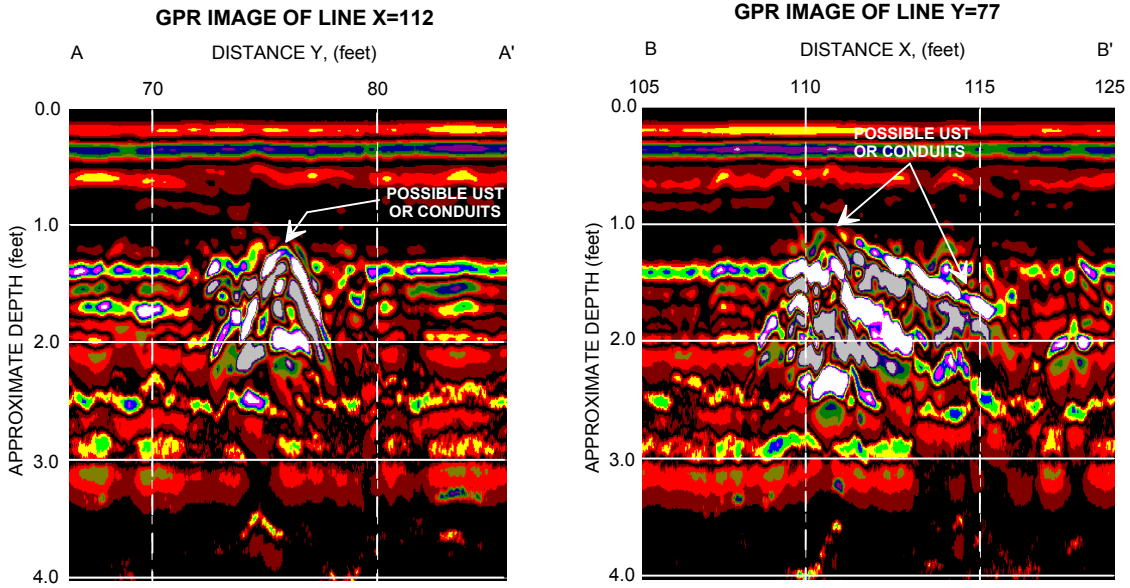 GPR IMAGE OF LINE X=112
A
DISTANCE Y, (feet)
A'
70
80
APPROXIMATE DEPTH (feet)
0.0
1.0
2.0
3.0
4.0
POSSIBLE UST
OR CONDUITS
GPR IMAGE OF LINE Y=77
B
DISTANCE X, (feet)
B'
105
110
115
125
APPROXIMATE DEPTH (feet)
0.0
1.0
2.0
3.0
4.0
POSSIBLE UST
OR CONDUITS